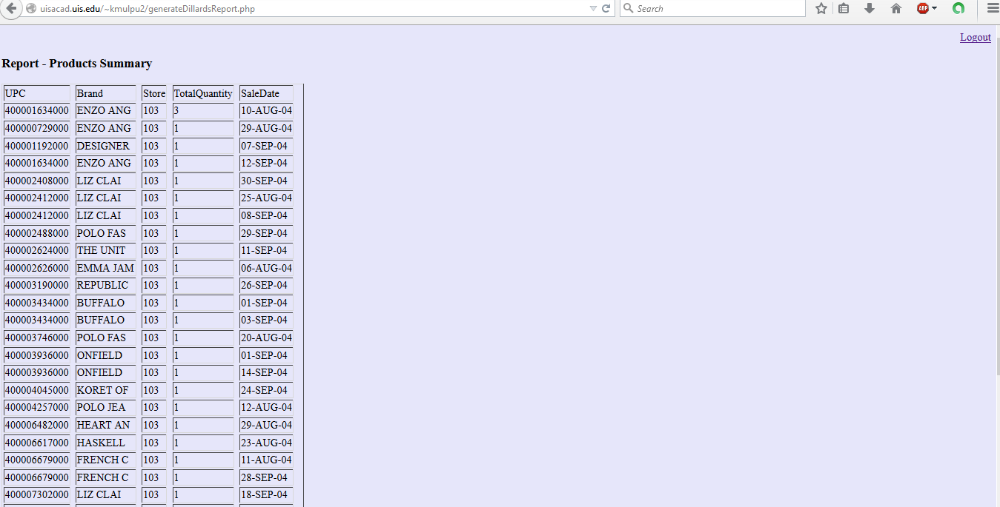 uisacad.uis.edu/~kmulpu2/generateDillardsReport.php Search ABP
Logout
Report - Products Summary
UPC Brand Store TotalQuantity SaleDate
400001634000 ENZO ANG 103 3 10-AUG-04
400000729000 ENZO ANG 103 1 29-AUG-04
400001192000 DESIGNER 103 1 07-SEP-04
400001634000 ENZO ANG 103 1 12-SEP-04
400002408000 LIZ CLAI 103 1 30-SEP-04
400002412000 LIZ CLAI 103 1 25-AUG-04
400002412000 LIZ CLAI 103 1 08-SEP-04
400002488000 POLO FAS 103 1 29-SEP-04
400002624000 THE UNIT 103 1 11-SEP-04
400002626000 EMMA JAM 103 1 06-AUG-04
400003190000 REPUBLIC 103 1 26-SEP-04
400003434000 BUFFALO 103 1 01-SEP-04
400003434000 BUFFALO 103 1 03-SEP-04
400003746000 POLO FAS 103 1 20-AUG-04
400003936000 ONFIELD 103 1 01-SEP-04
400003936000 ONFIELD 103 1 14-SEP-04
400004045000 KORET OF 103 1 24-SEP-04
400004257000 POLO JEA 103 1 12-AUG-04
400006482000 HEART AN 103 1 29-AUG-04
400006617000 HASKELL 103 1 23-AUG-04
400006679000 FRENCH C 103 1 11-AUG-04
400006679000 FRENCH C 103 1 28-SEP-04
400007302000 LIZ CLAI 103 1 18-SEP-04